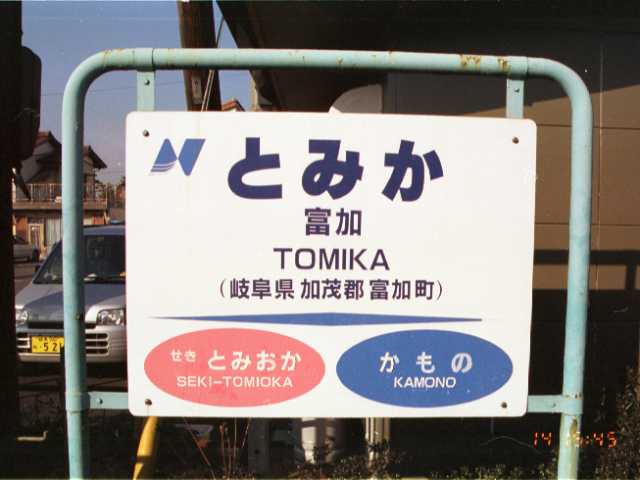 とみか
富加
TOMIKA
(岐阜県 加茂郡 富加町)
せき とみおか
SEKI-TOMIOKA
かもの
KAMONO